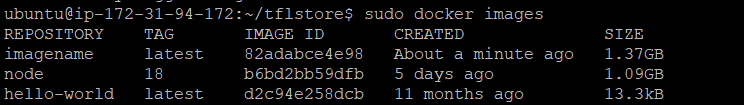 ubuntu@ip-172-31-94-172:~/tflstore$ sudo docker images
REPOSITORY TAG IMAGE ID CREATED SIZE
imagename latest 82adabce4e98 About a minute ago 1.37GB
node 18 b6bd2bb59dfb 5 days ago 1.09GB
hello-world latest d2c94e258dcb 11 months ago 13.3kB